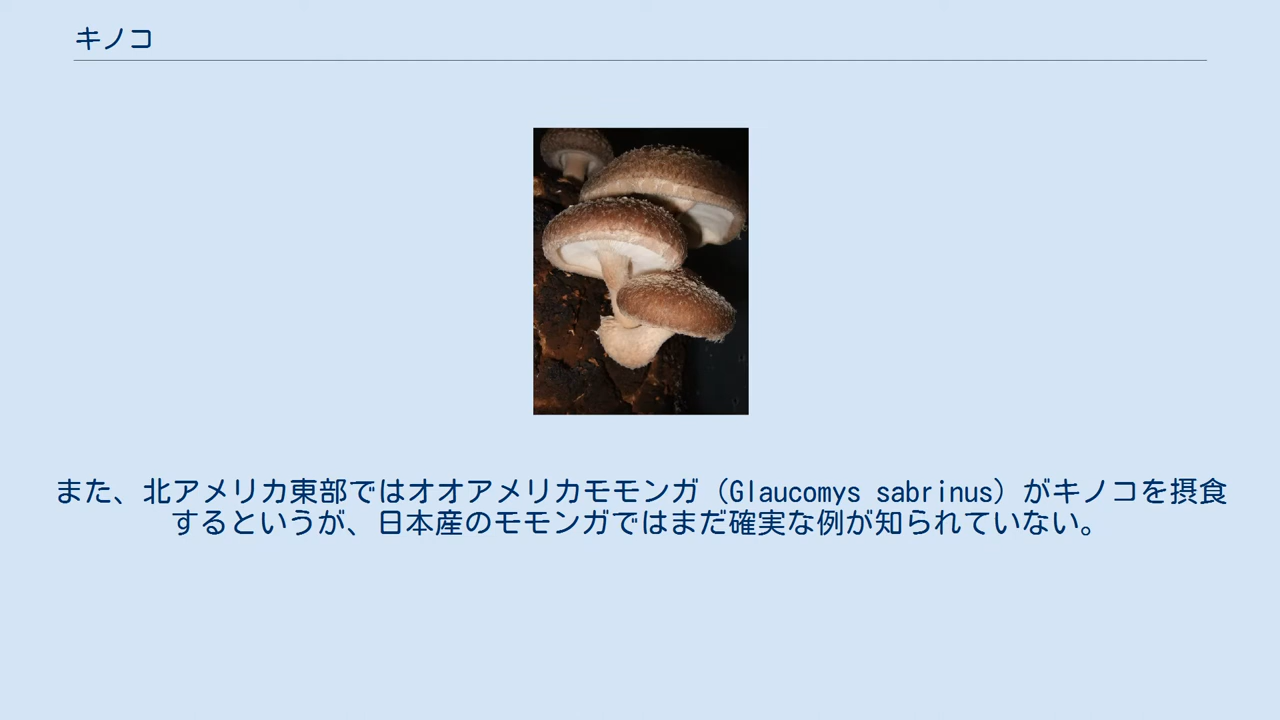 キノコ
また、北アメリカ東部ではオオアメリカモモンガ（Glaucomys sabrinus）がキノコを摂食
するというが、日本産のモモンガではまだ確実な例が知られていない。